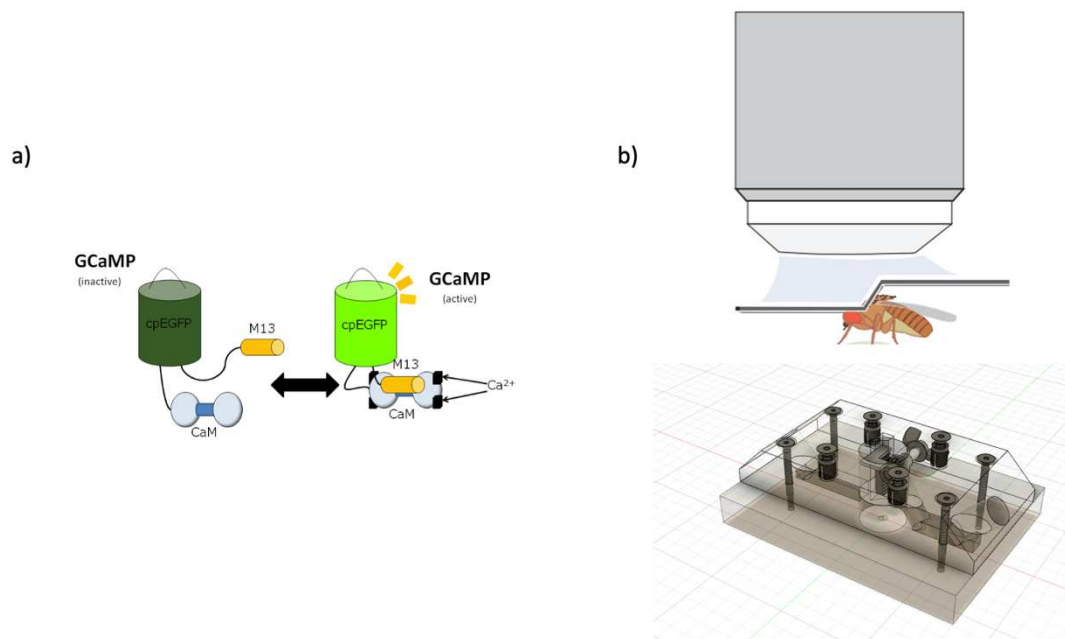 a)
GCaMP
(inactive)
cpEGFP
M13
CaM
GCaMP
(active)
cpEGFP
M13
CaM
Ca²⁺
b)